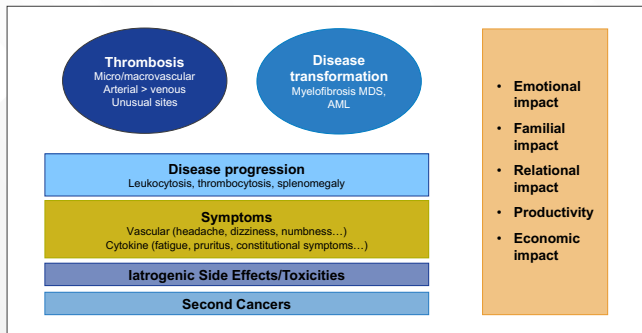 Thrombosis
Micro/macrovascular
Arterial > venous
Unusual sites
Disease
transformation
Myelofibrosis MDS,
AML
Disease progression
Leukocytosis, thrombocytosis, splenomegaly
Symptoms
Vascular (headache, dizziness, numbness…)
Cytokine (fatigue, pruritus, constitutional symptoms…)
Iatrogenic Side Effects/Toxicities
Second Cancers
• Emotional
impact
• Familial
impact
• Relational
impact
• Productivity
• Economic
impact